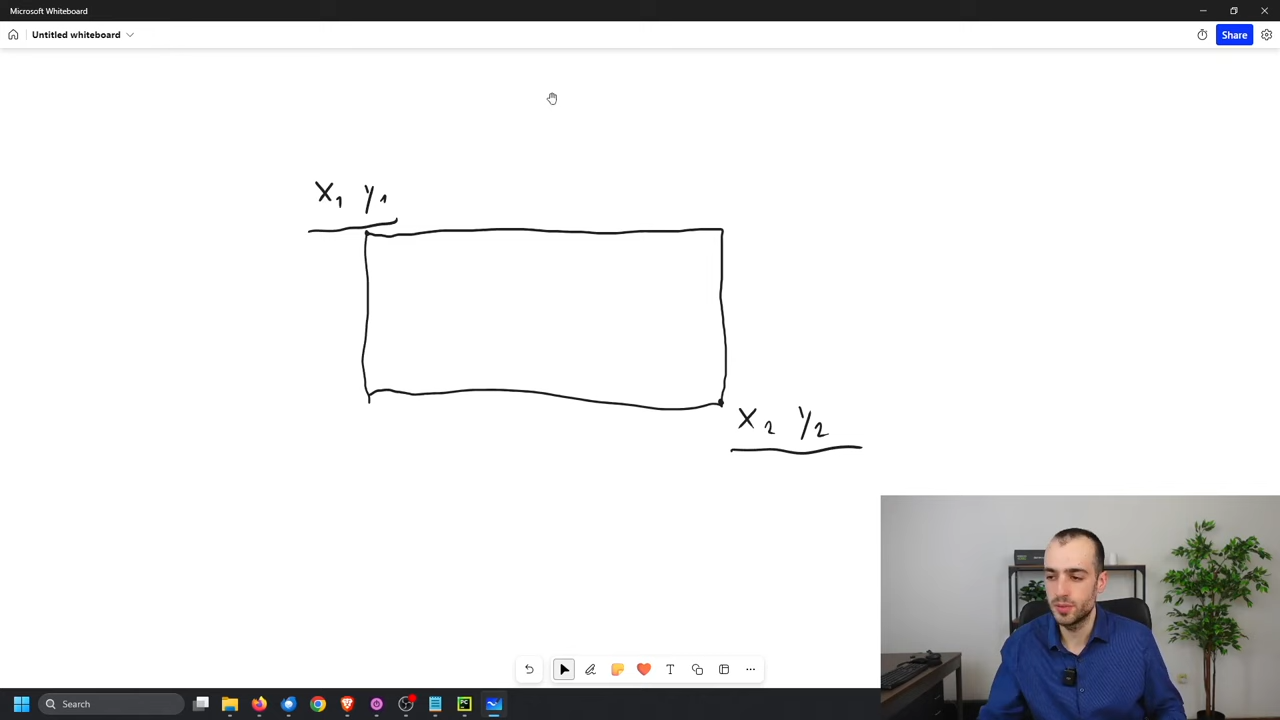 Microsoft Whiteboard
Untitled whiteboard
Share
X₁ y₁
X₂ y₂
T
Search